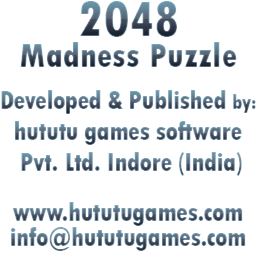 2048
Madness Puzzle
Developed & Published by:
hututu games software
Pvt. Ltd. Indore (India)
www.hututugames.com
info@hututugames.com